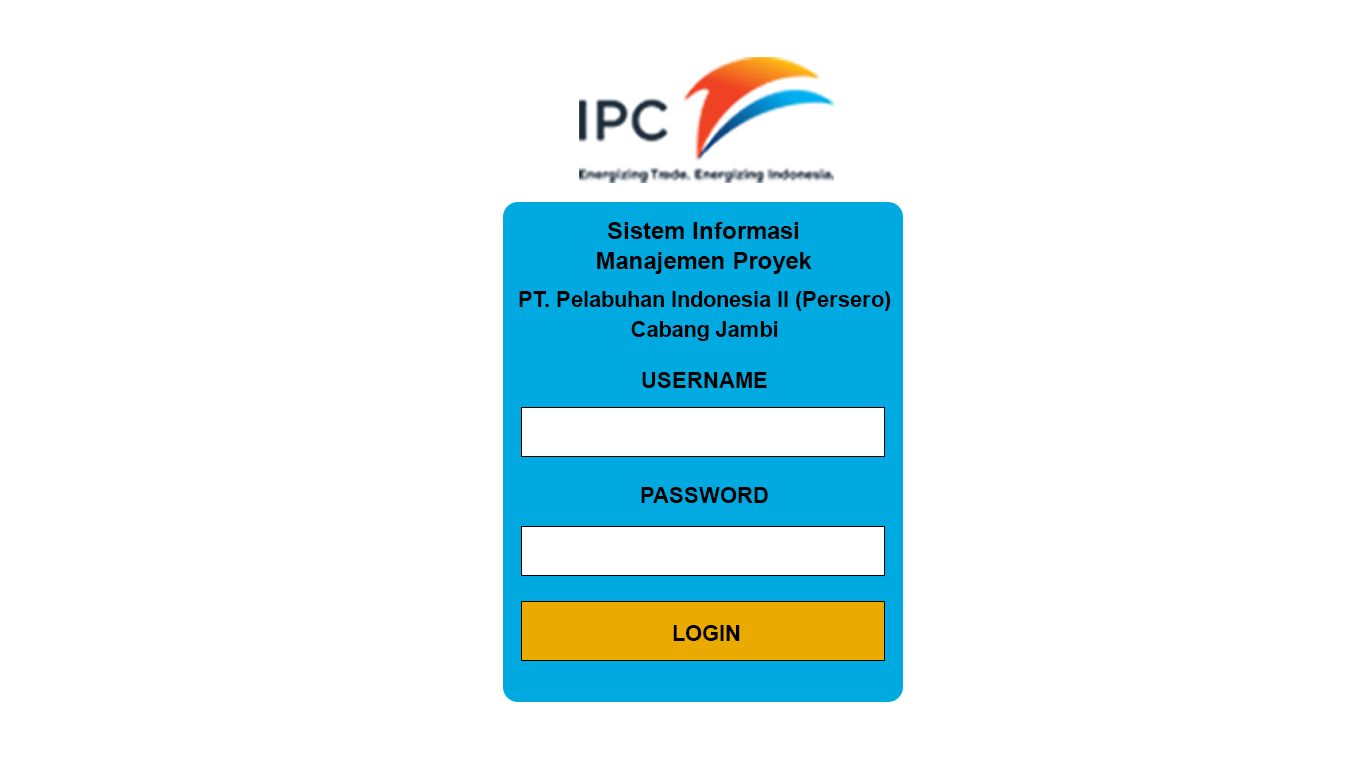 IPC
Energizing Trade. Energizing Indonesia.
Sistem Informasi
Manajemen Proyek
PT. Pelabuhan Indonesia II (Persero)
Cabang Jambi
USERNAME
PASSWORD
LOGIN